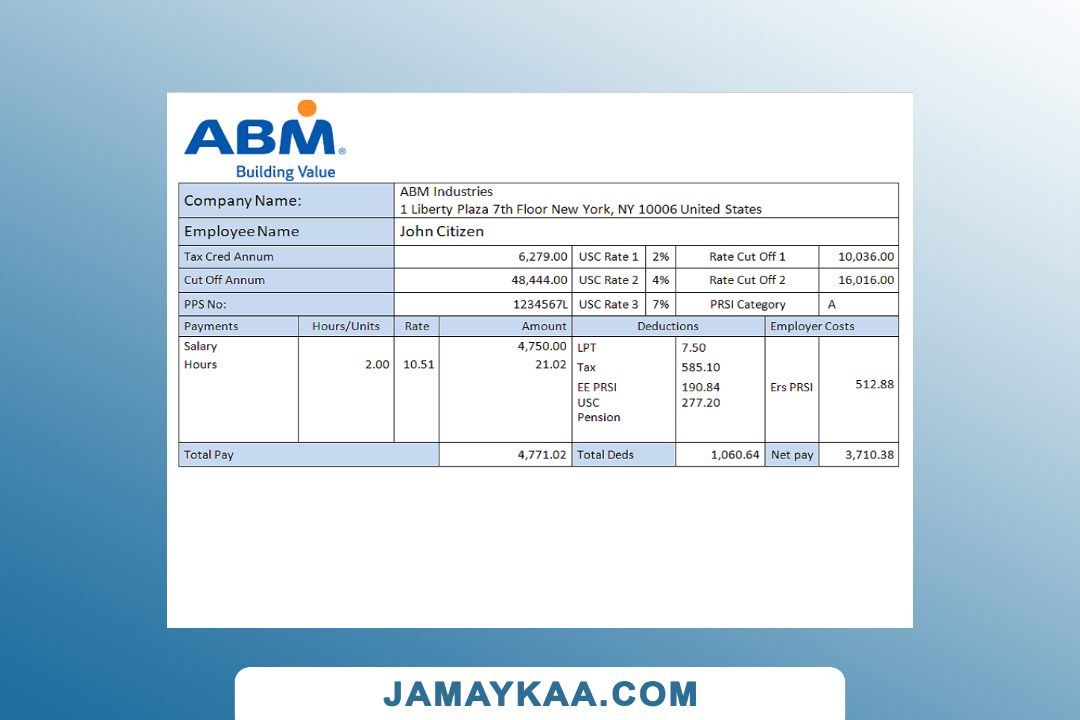 ABM®
Building Value
Company Name:
ABM Industries
1 Liberty Plaza 7th Floor New York, NY 10006 United States
Employee Name John Citizen
Tax Cred Annum 6,279.00 USC Rate 1 2% Rate Cut Off 1 10,036.00
Cut Off Annum 48,444.00 USC Rate 2 4% Rate Cut Off 2 16,016.00
PPS No: 1234567L USC Rate 3 7% PRSI Category A
Payments Hours/Units Rate Amount Deductions Employer Costs
Salary 4,750.00 LPT 7.50
Hours 2.00 10.51 21.02 Tax 585.10
EE PRSI 190.84 Ers PRSI 512.88
USC 277.20
Pension
Total Pay 4,771.02 Total Deds 1,060.64 Net pay 3,710.38
JAMAYKAA.COM